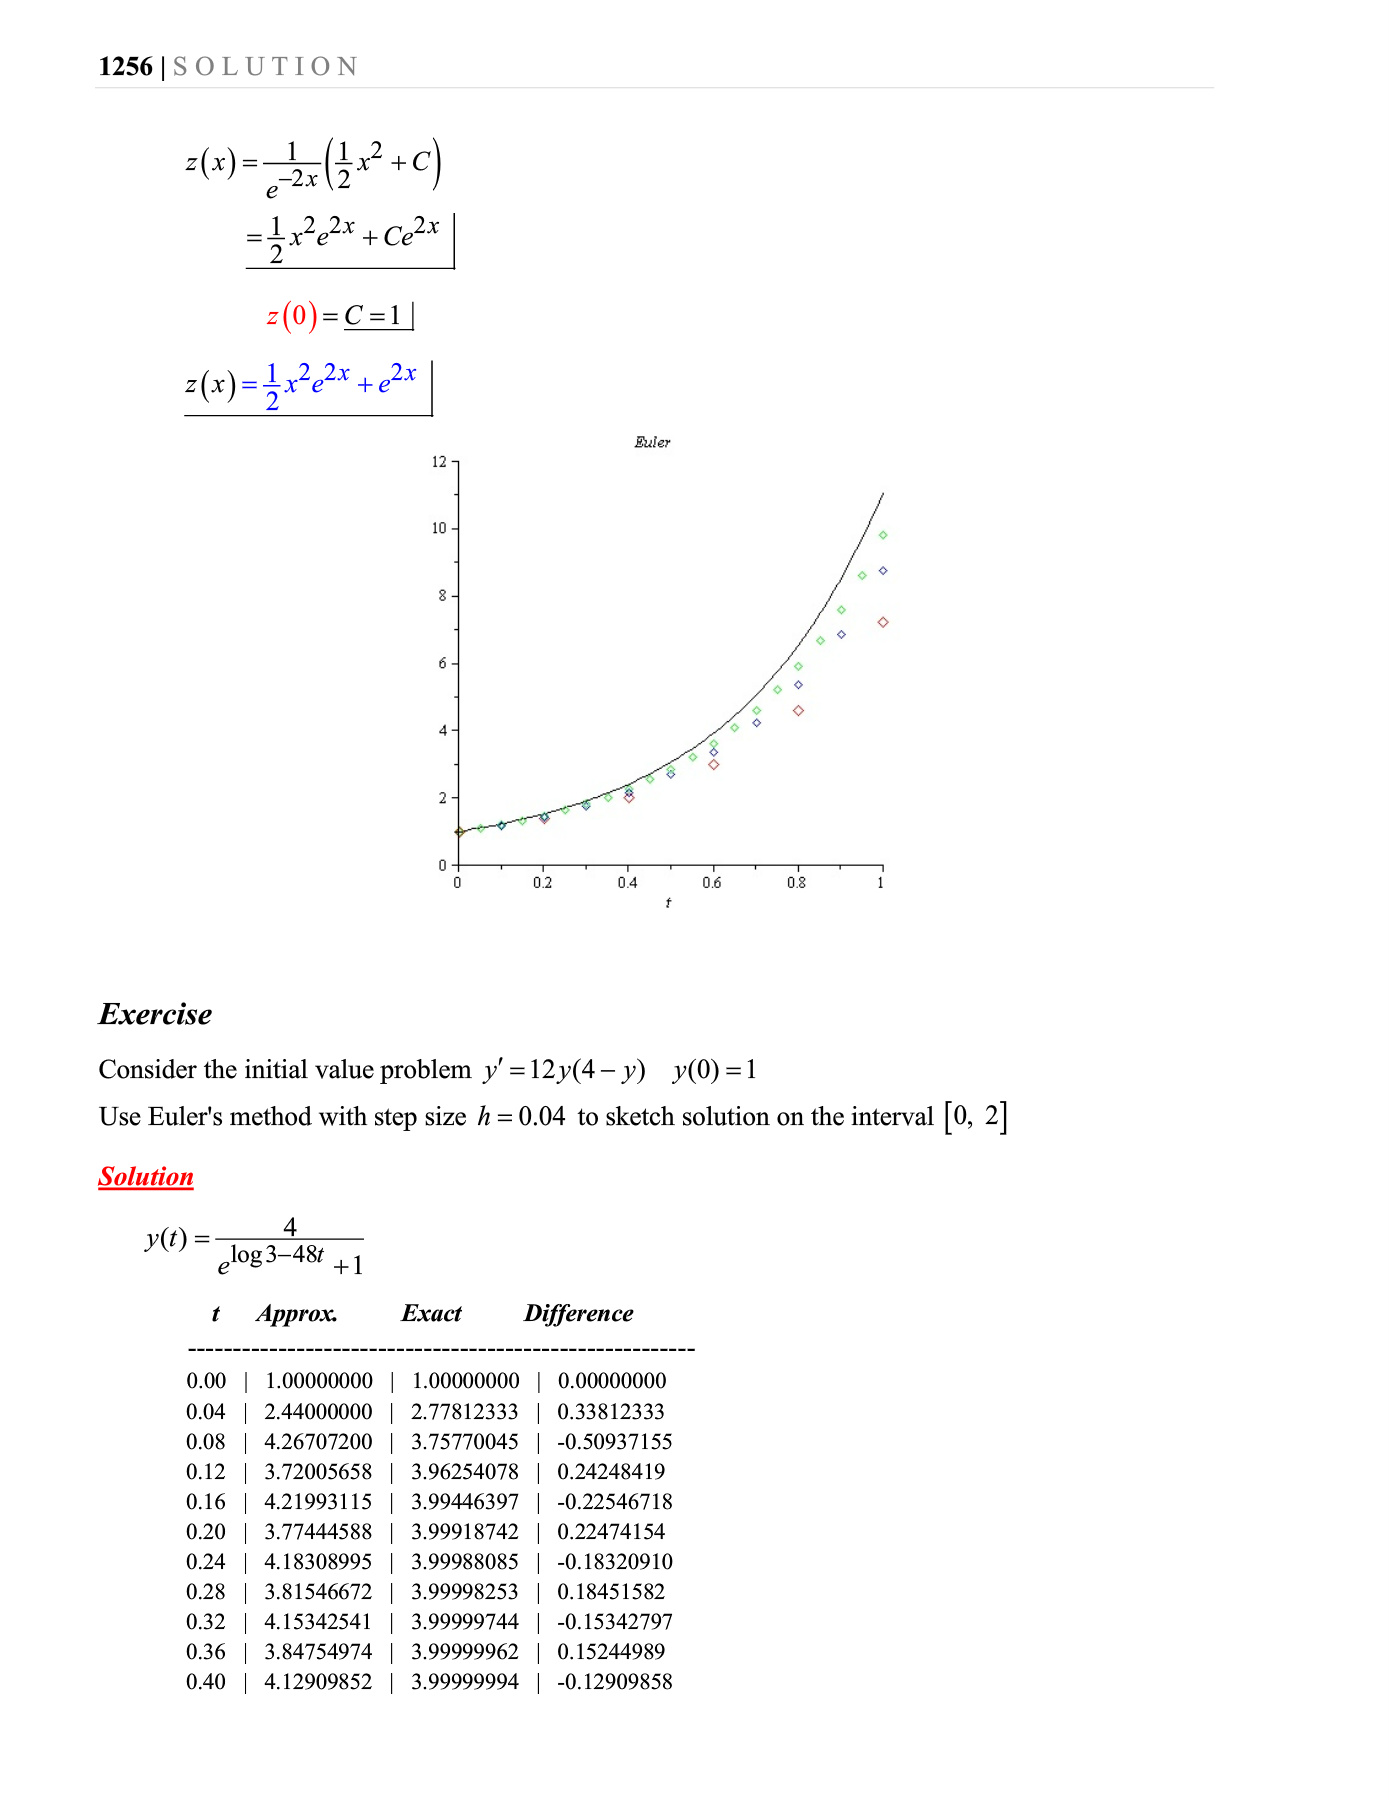 1256 | SOLUTION
z(x) = \frac{1}{e^{-2x}}\left(\frac{1}{2}x^2 + C\right)
= \frac{1}{2}x^2e^{2x} + Ce^{2x}
z(0) = C = 1
z(x) = \frac{1}{2}x^2e^{2x} + e^{2x}
Euler
12
10
8
6
4
2
0
0 0.2 0.4 0.6 0.8 1
t
Exercise
Consider the initial value problem y′ = 12y(4 − y) y(0) = 1
Use Euler's method with step size h = 0.04 to sketch solution on the interval [0, 2]
Solution
y(t) = \frac{4}{e^{\log 3 - 48t} + 1}
t Approx. Exact Difference
---------------------------------------------------------
0.00 | 1.00000000 | 1.00000000 | 0.00000000
0.04 | 2.44000000 | 2.77812333 | 0.33812333
0.08 | 4.26707200 | 3.75770045 | -0.50937155
0.12 | 3.72005658 | 3.96254078 | 0.24248419
0.16 | 4.21993115 | 3.99446397 | -0.22546718
0.20 | 3.77444588 | 3.99918742 | 0.22474154
0.24 | 4.18308995 | 3.99988085 | -0.18320910
0.28 | 3.81546672 | 3.99998253 | 0.18451582
0.32 | 4.15342541 | 3.99999744 | -0.15342797
0.36 | 3.84754974 | 3.99999962 | 0.15244989
0.40 | 4.12909852 | 3.99999994 | -0.12909858